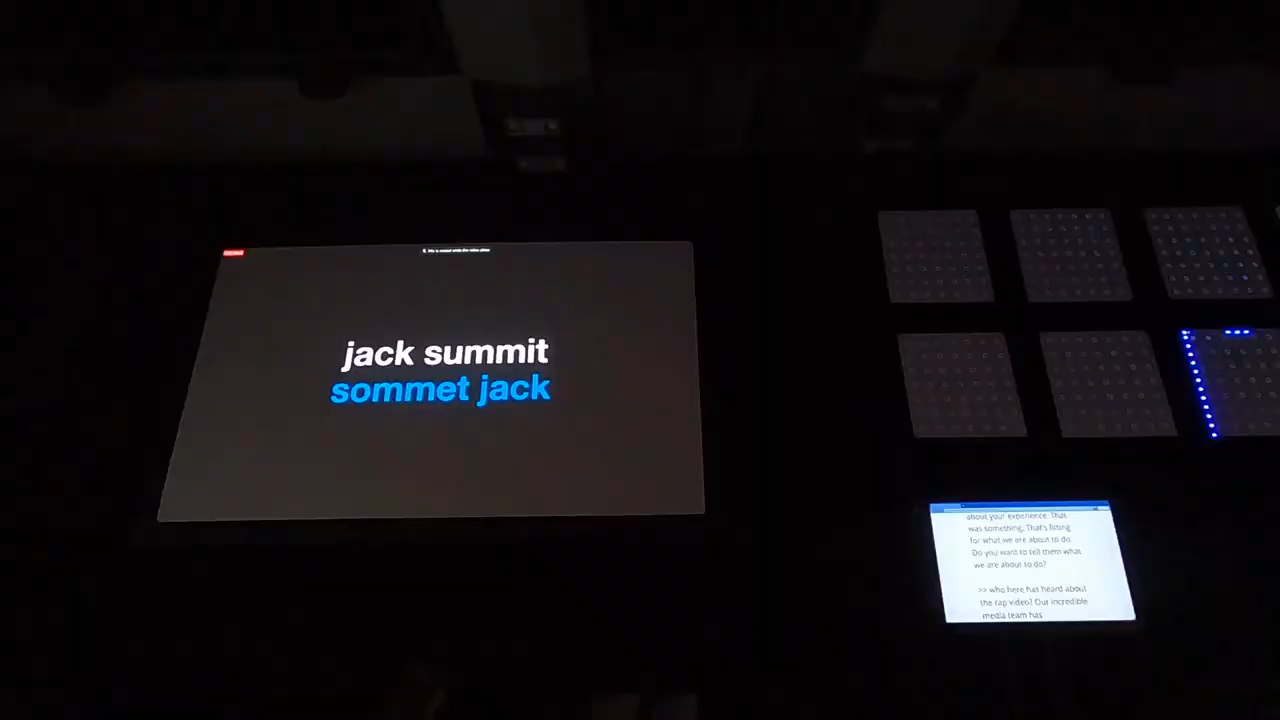 jack summit
sommet jack
about your experience. That
was something. That's fitting
for what we are about to do.
Do you want to tell them what
we are about to do?
>> who here has heard about
the rap video? Our incredible
media team has